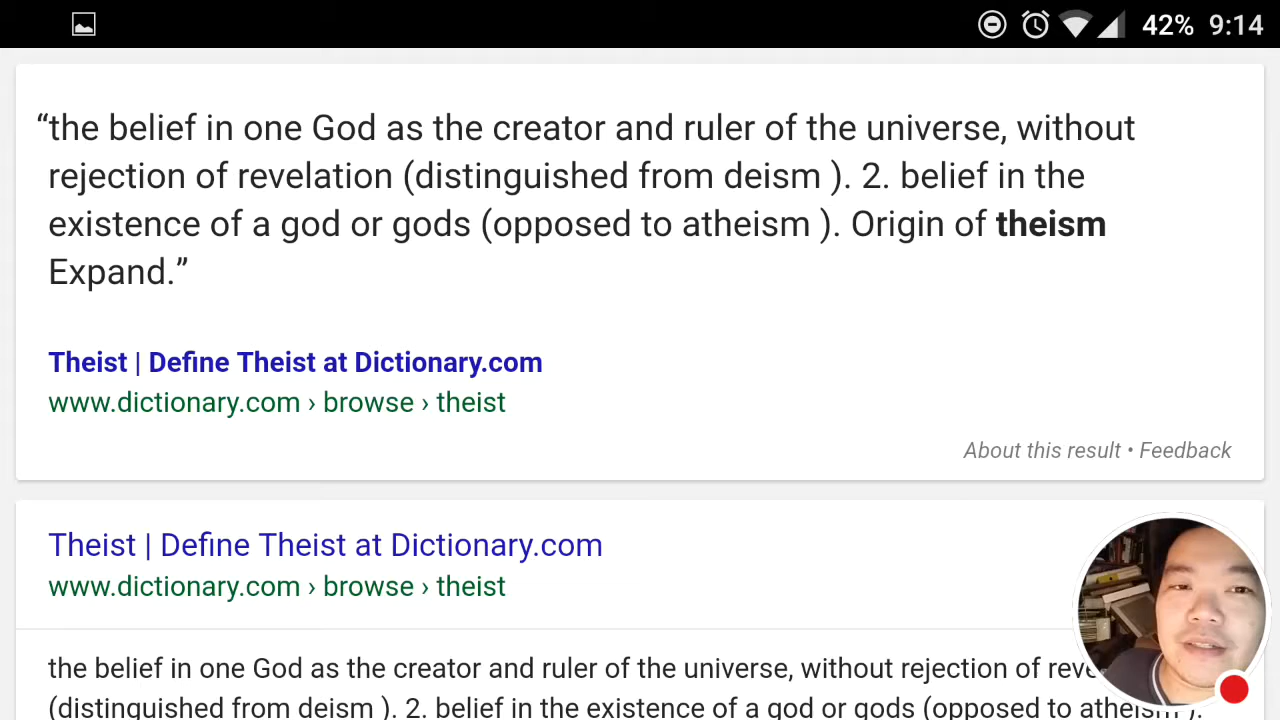 42% 9:14
“the belief in one God as the creator and ruler of the universe, without
rejection of revelation (distinguished from deism ). 2. belief in the
existence of a god or gods (opposed to atheism ). Origin of theism
Expand.”
Theist | Define Theist at Dictionary.com
www.dictionary.com › browse › theist
About this result • Feedback
Theist | Define Theist at Dictionary.com
www.dictionary.com › browse › theist
the belief in one God as the creator and ruler of the universe, without rejection of
(distinguished from deism ). 2. belief in the existence of a god or gods (opposed to atheism ).